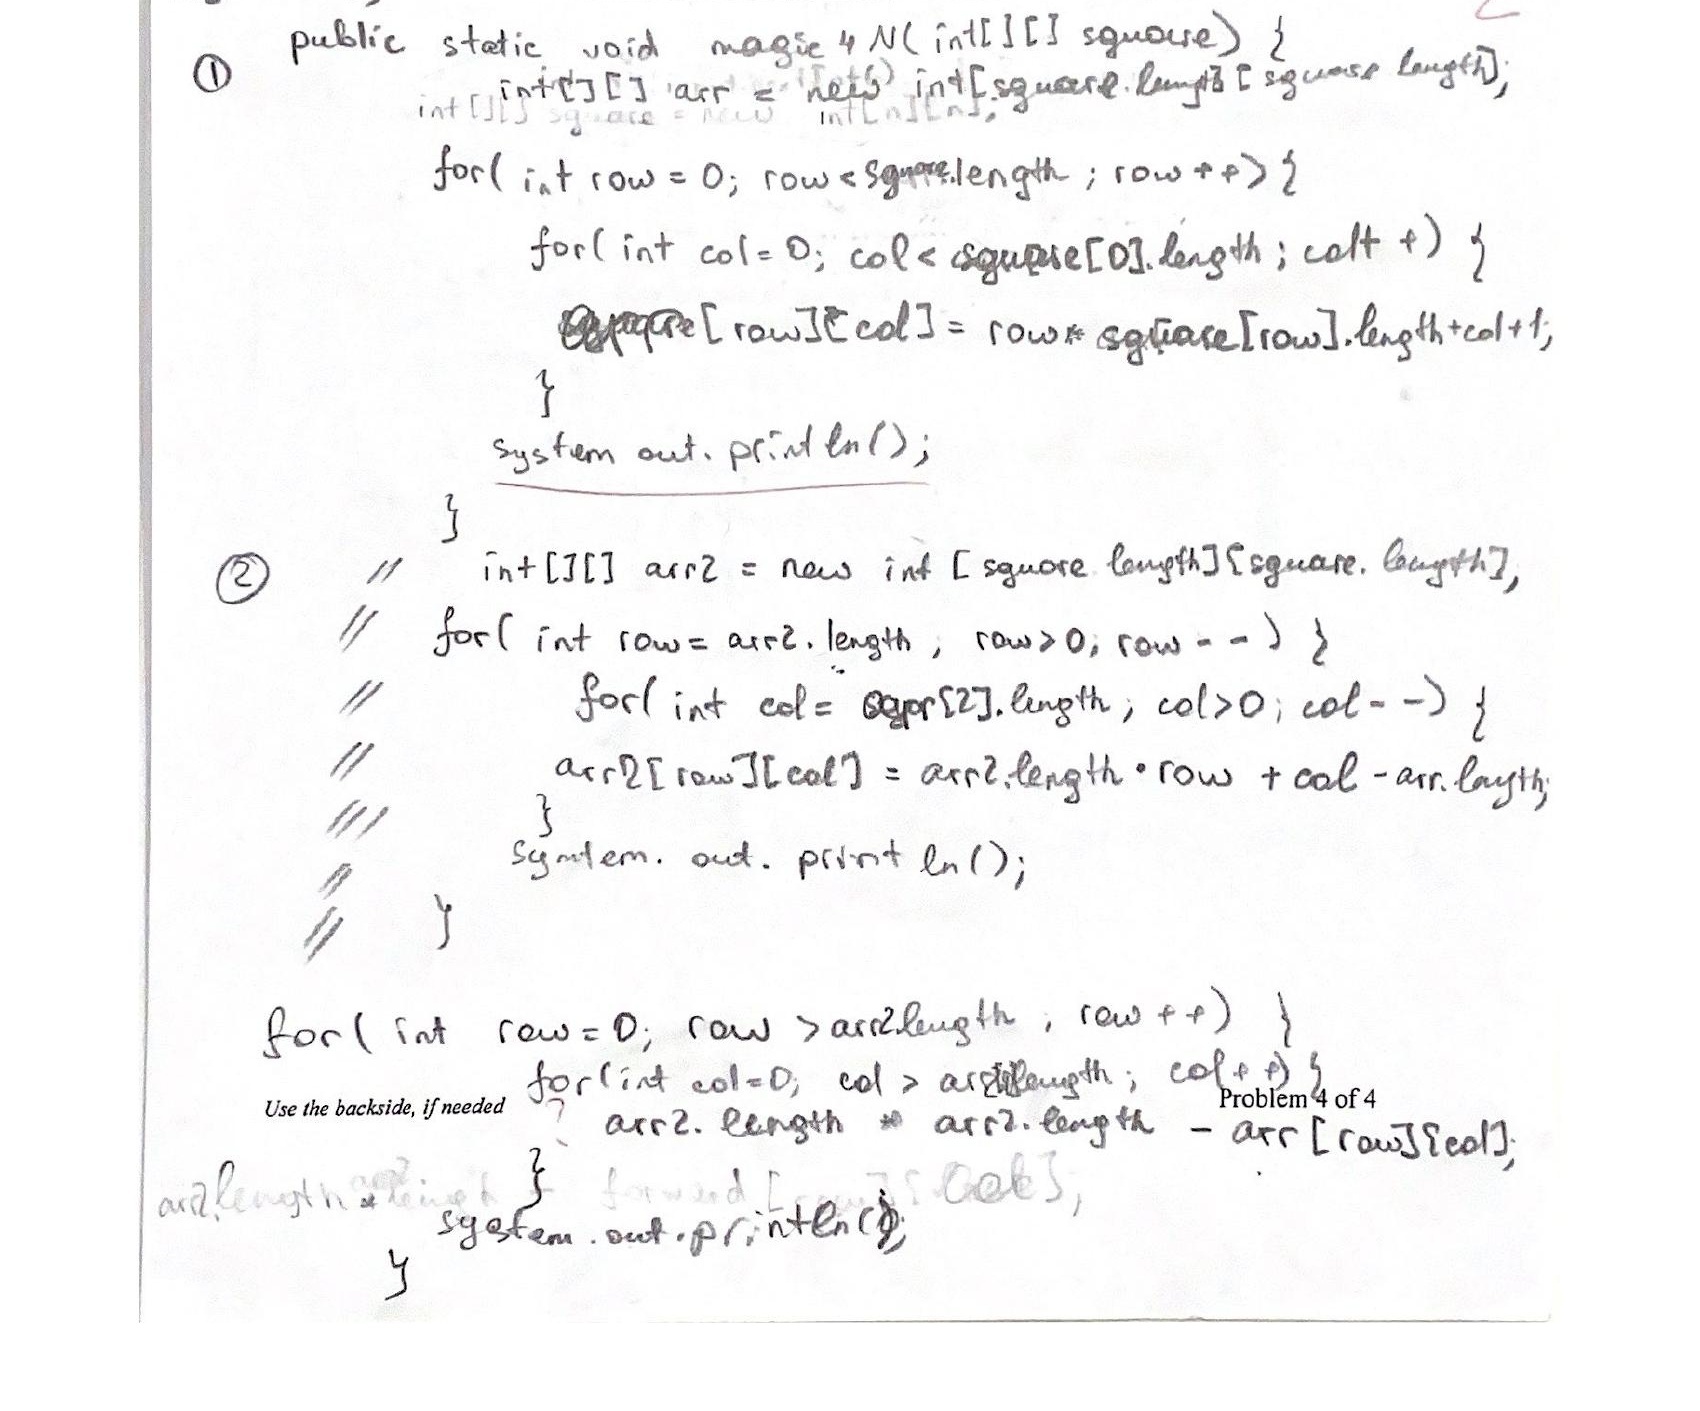 public static void magic4N(int[][] square) {
① int[][] arr = new int[square.length][square length];
int[][] square = new int[n][n];
for( int row = 0; row < square.length ; row ++) {
for( int col = 0; col < square[0].length ; col++) {
square[row][col] = row * square[row].length+col+1;
}
system out. println();
}
② // int[][] arr2 = new int [square length][square. length],
// for( int row = arr2. length , row>0; row - - ) }
// for( int col = [2]. length ; col>0 ; col - -) {
// arr2[row][col] = arr2.length • row + col - arr. length;
/// }
// System. out. print ln();
// }
for( int row = 0; row > arr2length ; row ++) }
for(int col=0; col > length ; col++) {
Use the backside, if needed Problem 4 of 4
? arr2. length * arr2. length - arr [row][col];
}
arr2.length * forward [row][col];
system.out.println();
}